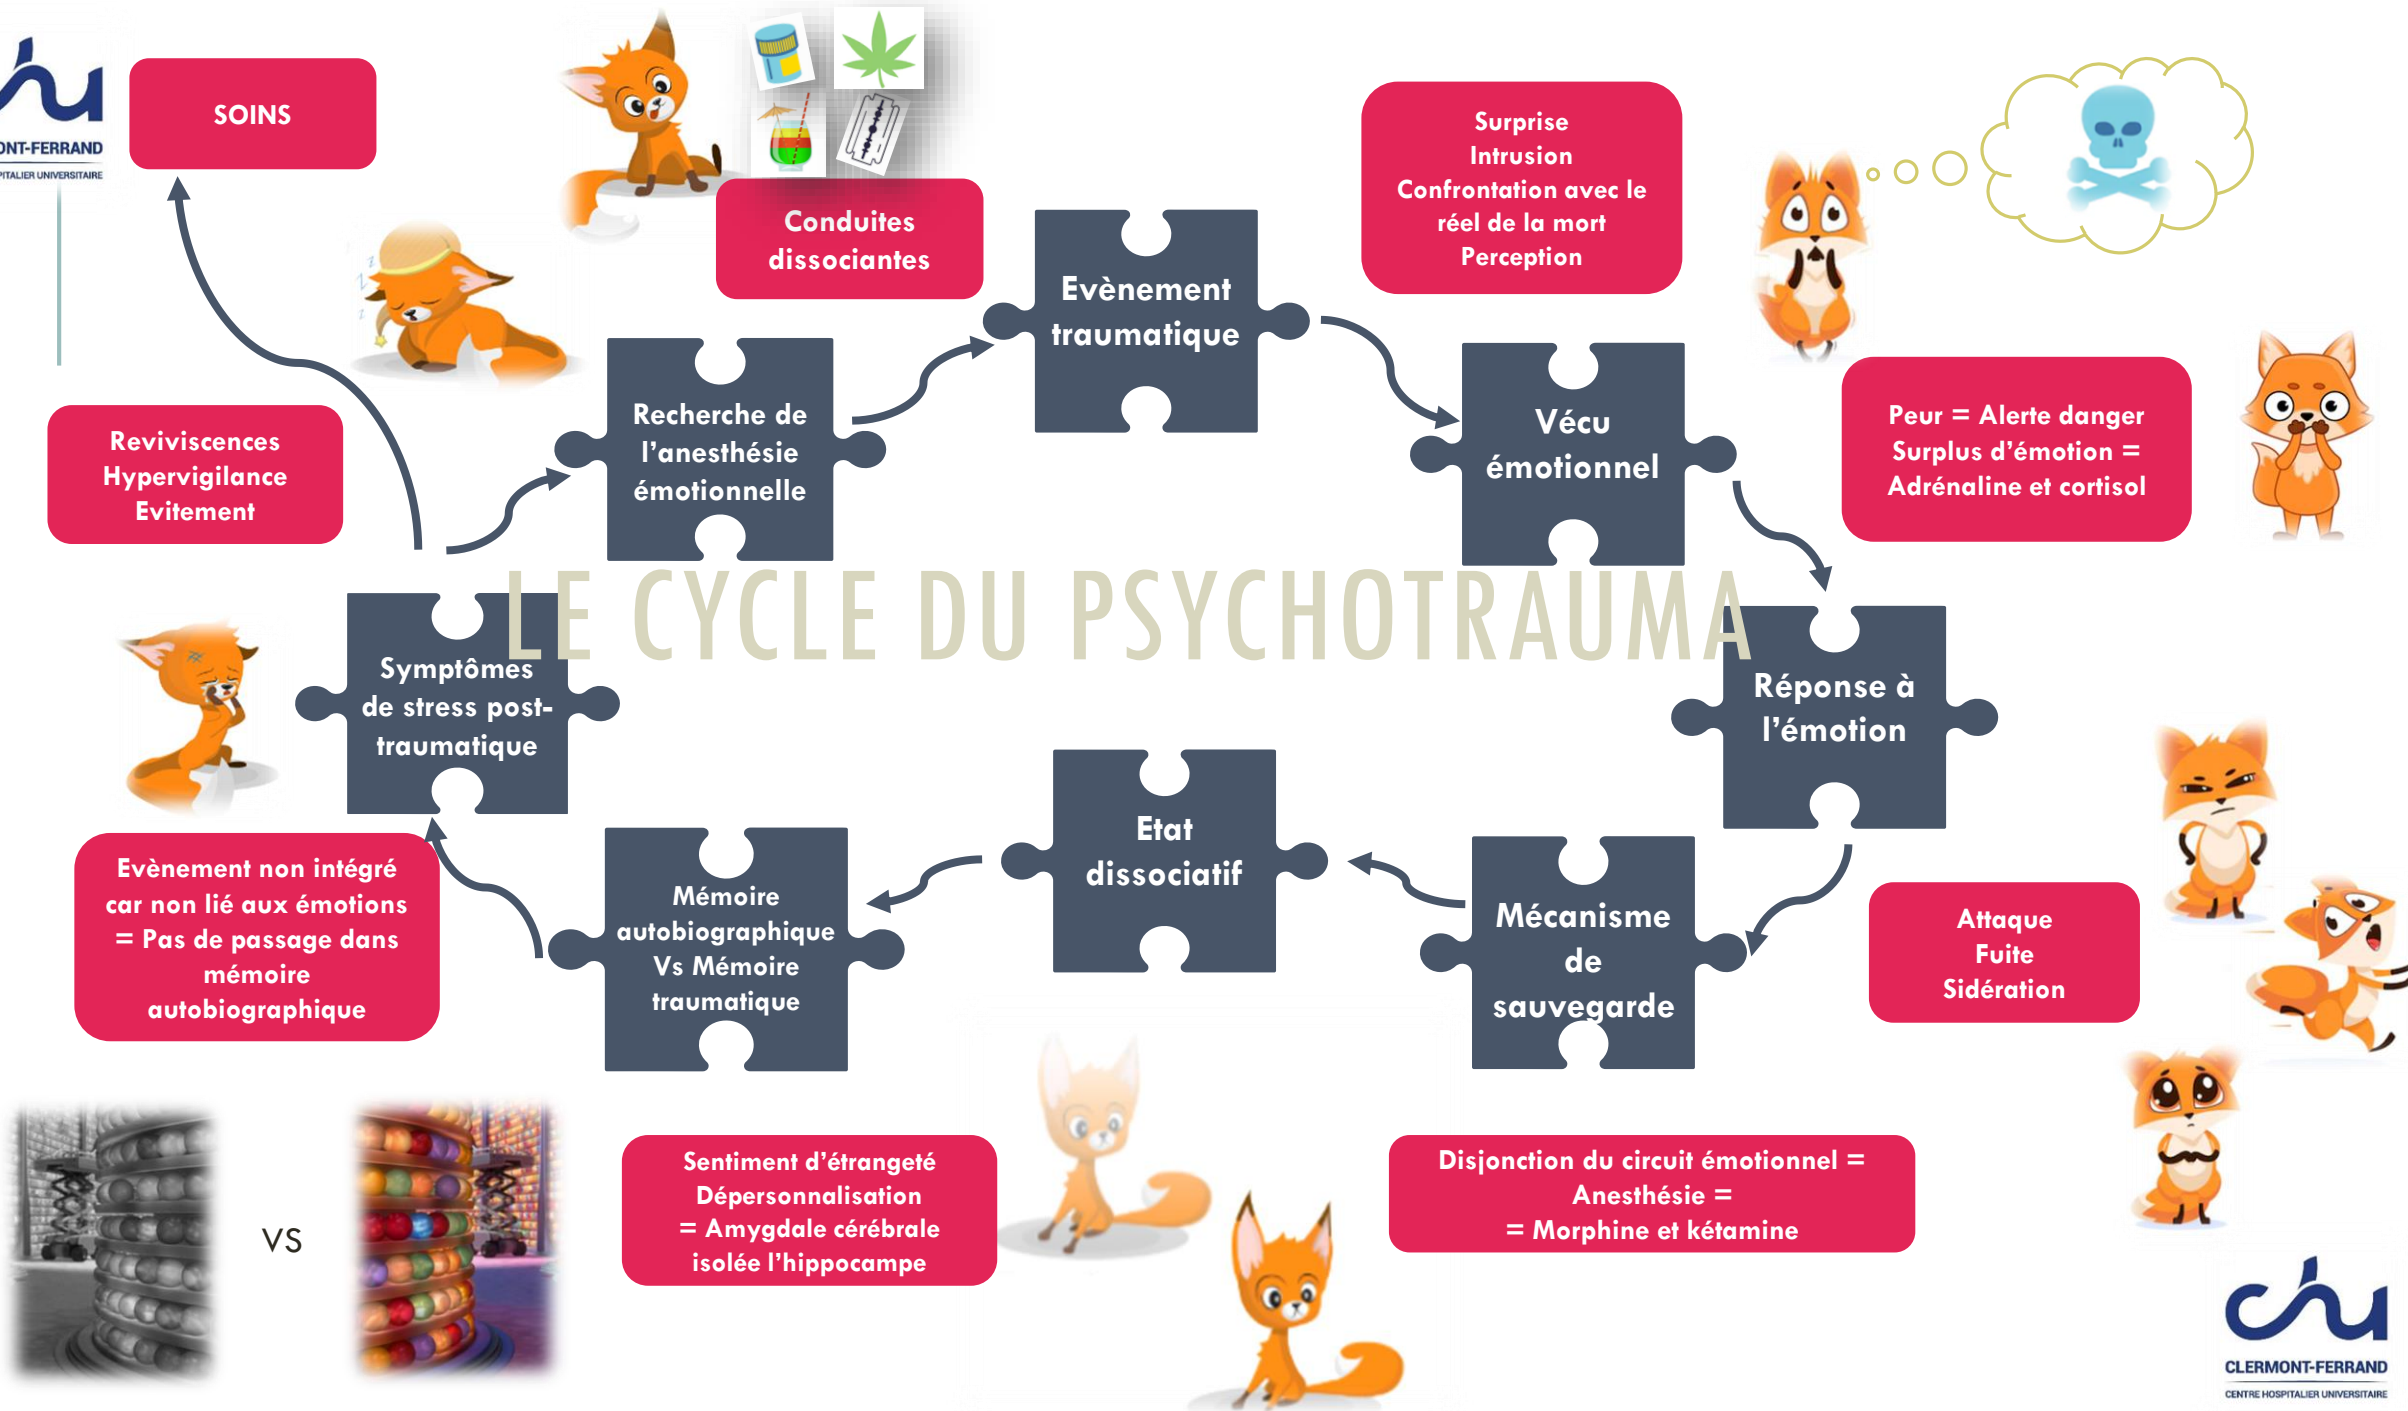 SOINS
MONT-FERRAND
PITALIER UNIVERSITAIRE
z
z
z
z
Conduites
dissociantes
Surprise
Intrusion
Confrontation avec le
réel de la mort
Perception
Evènement
traumatique
Recherche de
l'anesthésie
émotionnelle
Vécu
émotionnel
Peur = Alerte danger
Surplus d'émotion =
Adrénaline et cortisol
Reviviscences
Hypervigilance
Evitement
LE CYCLE DU PSYCHOTRAUMA
Symptômes
de stress post-
traumatique
Réponse à
l'émotion
Etat
dissociatif
Mémoire
autobiographique
Vs Mémoire
traumatique
Mécanisme
de
sauvegarde
Evènement non intégré
car non lié aux émotions
= Pas de passage dans
mémoire
autobiographique
Attaque
Fuite
Sidération
VS
Sentiment d'étrangeté
Dépersonnalisation
= Amygdale cérébrale
isolée l'hippocampe
Disjonction du circuit émotionnel =
Anesthésie =
= Morphine et kétamine
chu
CLERMONT-FERRAND
CENTRE HOSPITALIER UNIVERSITAIRE